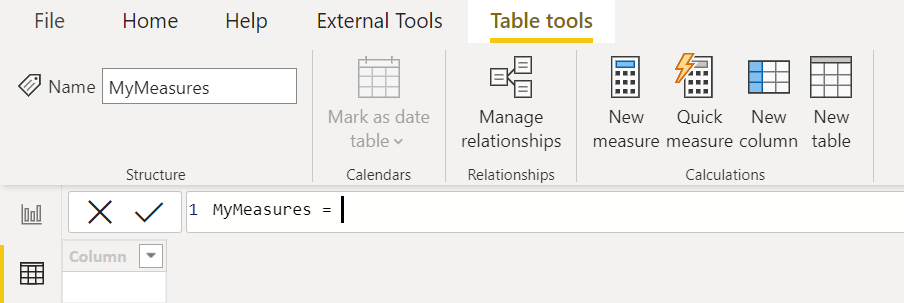 File Home Help External Tools Table tools
Name MyMeasures
Mark as date table
Manage relationships
New measure
Quick measure
New column
New table
Structure Calendars Relationships Calculations
1 MyMeasures =
Column